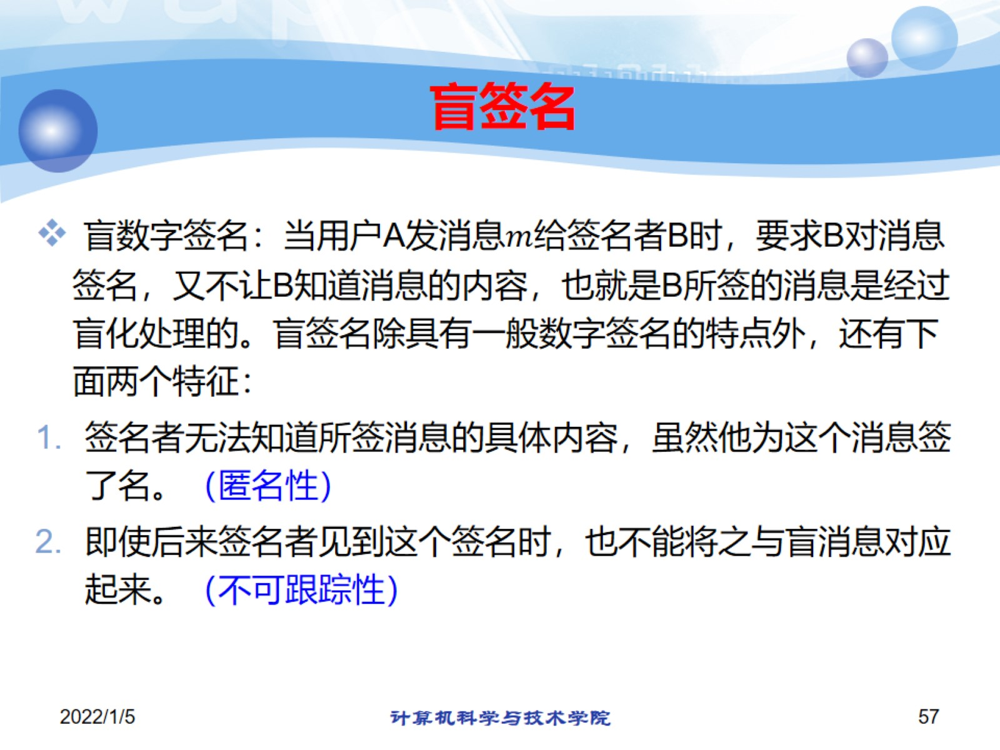 盲签名
盲数字签名：当用户A发消息m给签名者B时，要求B对消息
签名，又不让B知道消息的内容，也就是B所签的消息是经过
盲化处理的。盲签名除具有一般数字签名的特点外，还有下
面两个特征：
1. 签名者无法知道所签消息的具体内容，虽然他为这个消息签
了名。（匿名性）
2. 即使后来签名者见到这个签名时，也不能将之与盲消息对应
起来。（不可跟踪性）
2022/1/5
计算机科学与技术学院
57